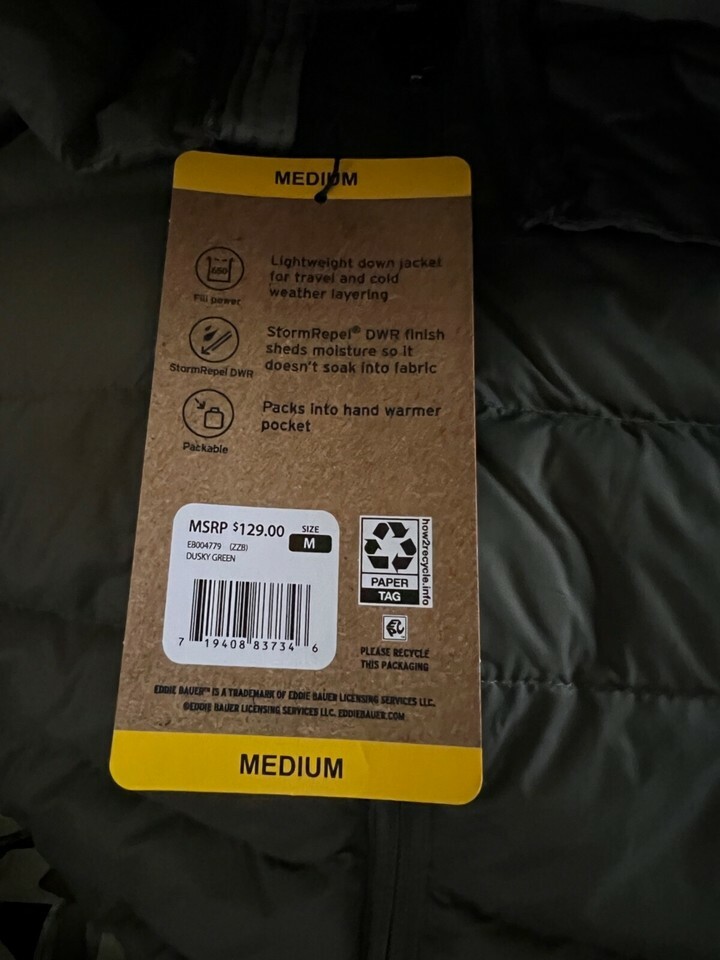 MEDIUM
650
Fill power
Lightweight down jacket
for travel and cold
weather layering
StormRepel DWR
StormRepel® DWR finish
sheds moisture so it
doesn't soak into fabric
Packable
Packs into hand warmer
pocket
MSRP $129.00
SIZE
M
EB004779 (ZZB)
DUSKY GREEN
7 19408 83734 6
how2recycle.info
PAPER
TAG
PLEASE RECYCLE
THIS PACKAGING
EDDIE BAUER™ IS A TRADEMARK OF EDDIE BAUER LICENSING SERVICES LLC.
©EDDIE BAUER LICENSING SERVICES LLC. EDDIEBAUER.COM
MEDIUM